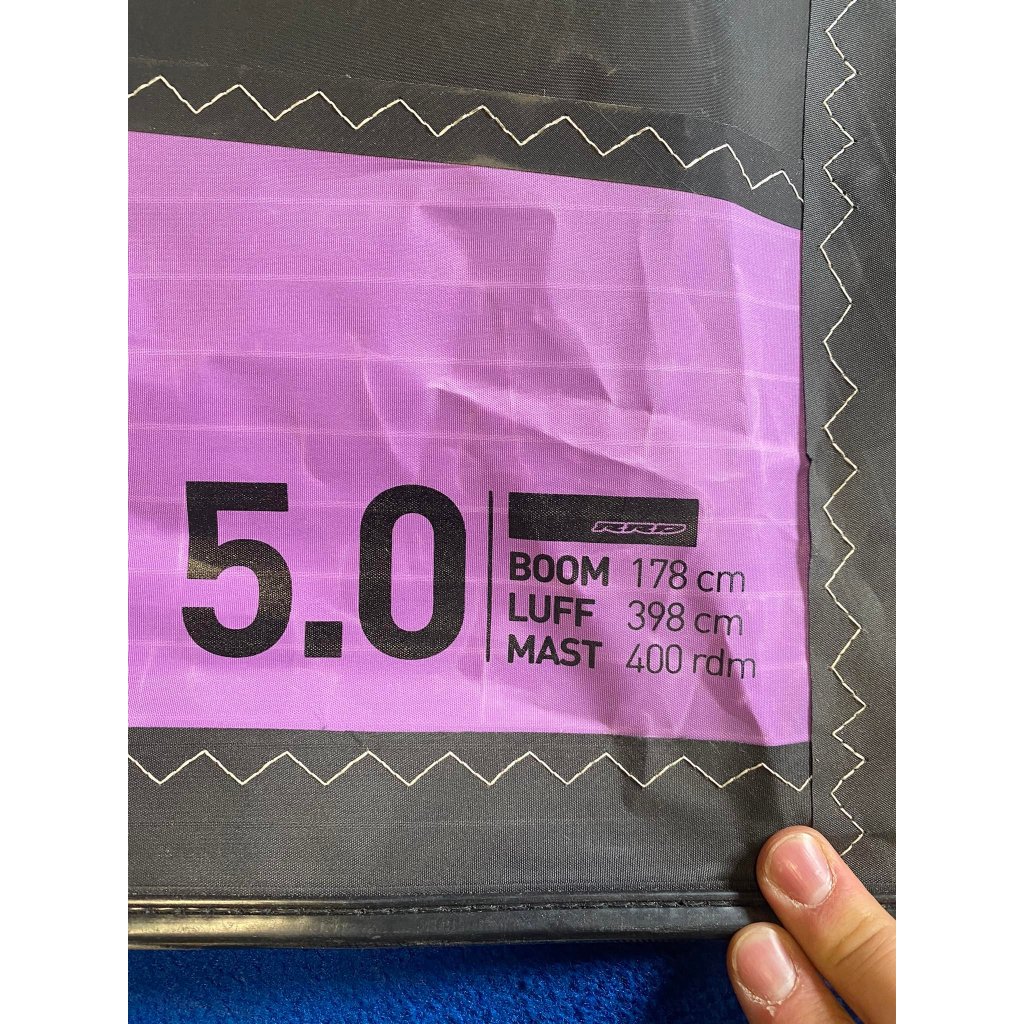 5.0
RRD
BOOM 178 cm
LUFF 398 cm
MAST 400 rdm